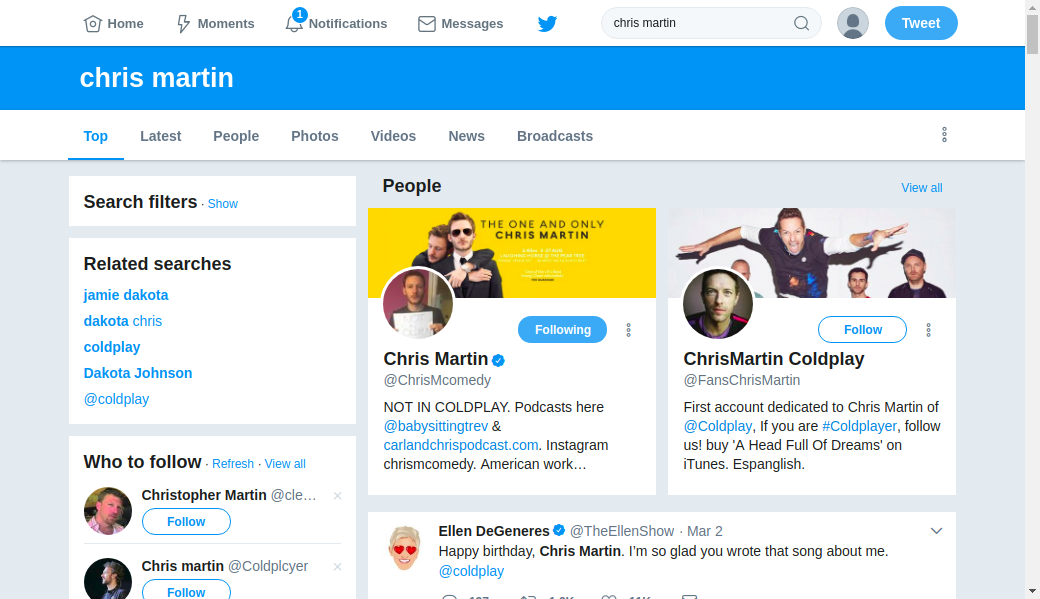 Home
Moments
1
Notifications
Messages
chris martin
Tweet
chris martin
Top
Latest
People
Photos
Videos
News
Broadcasts
Search filters · Show
Related searches
jamie dakota
dakota chris
coldplay
Dakota Johnson
@coldplay
Who to follow · Refresh · View all
Christopher Martin @cle…
Follow
Chris martin @Coldplcyer
Follow
People
View all
THE ONE AND ONLY
CHRIS MARTIN
Following
Chris Martin
@ChrisMcomedy
NOT IN COLDPLAY. Podcasts here
@babysittingtrev &
carlandchrispodcast.com. Instagram
chrismcomedy. American work…
Follow
ChrisMartin Coldplay
@FansChrisMartin
First account dedicated to Chris Martin of
@Coldplay, If you are #Coldplayer, follow
us! buy 'A Head Full Of Dreams' on
iTunes. Espanglish.
Ellen DeGeneres @TheEllenShow · Mar 2
Happy birthday, Chris Martin. I'm so glad you wrote that song about me.
@coldplay